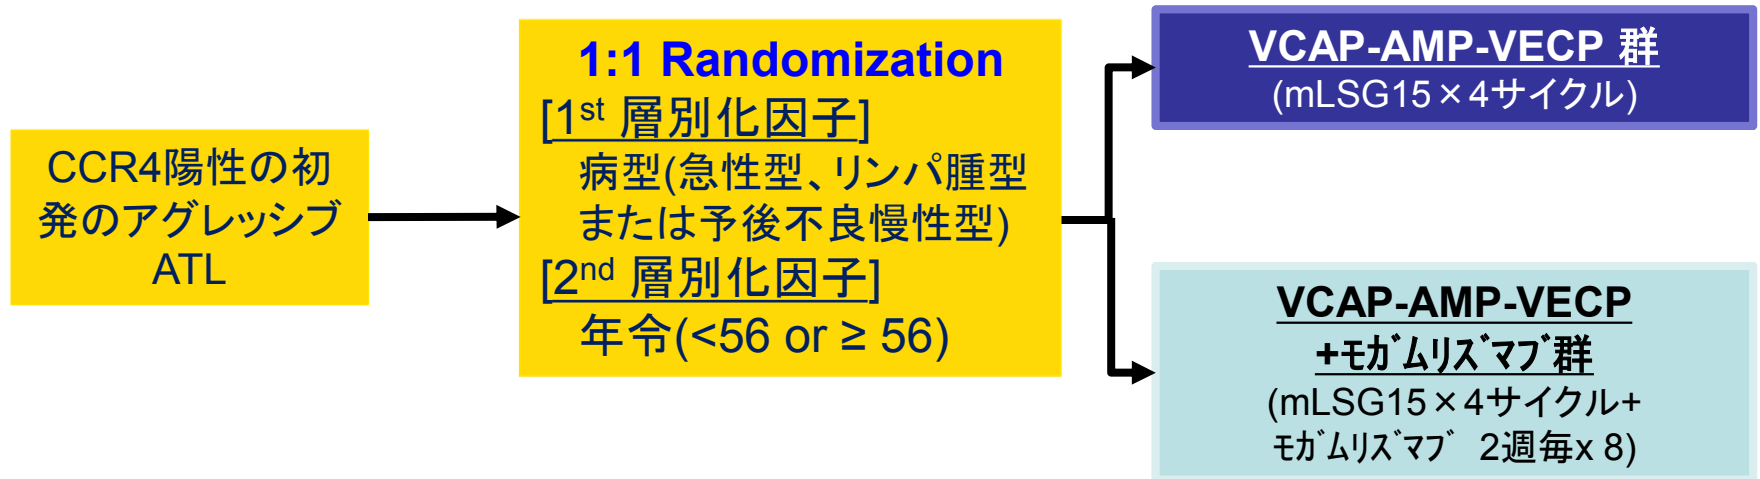 CCR4陽性の初
発のアグレッシブ
ATL
1:1 Randomization
[1st 層別化因子]
病型(急性型、リンパ腫型
または予後不良慢性型)
[2nd 層別化因子]
年令(<56 or ≥ 56)
VCAP-AMP-VECP 群
(mLSG15×4サイクル)
VCAP-AMP-VECP
+ﾓｶﾞﾑﾘｽﾞﾏﾌﾞ群
(mLSG15×4サイクル+
ﾓｶﾞﾑﾘｽﾞﾏﾌﾞ 2週毎x 8)